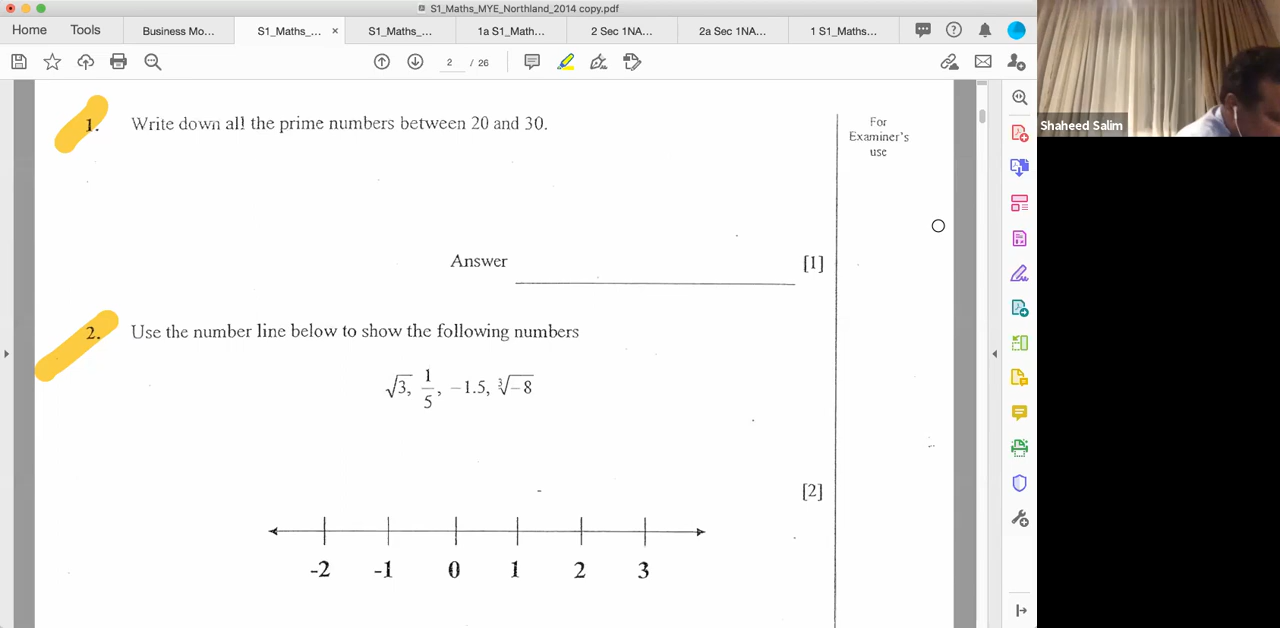 S1_Maths_MYE_Northland_2014 copy.pdf
Home Tools Business Mo... S1_Maths_... × S1_Maths_... 1a S1_Math... 2 Sec 1NA... 2a Sec 1NA... 1 S1_Maths...
2 / 26
Shaheed Salim
1. Write down all the prime numbers between 20 and 30.
For
Examiner's
use
Answer [1]
2. Use the number line below to show the following numbers
√3, 1/5, −1.5, ∛−8
[2]
-2 -1 0 1 2 3